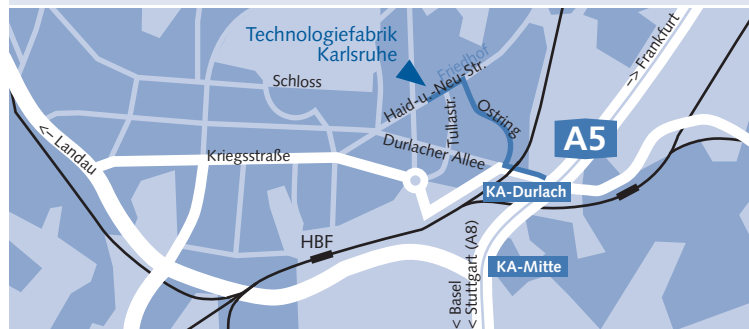 Technologiefabrik
Karlsruhe
Friedhof
--> Frankfurt
Schloss
Haid-u.-Neu-Str.
Ostring
Tullastr.
A5
<-- Landau
Kriegsstraße
Durlacher Allee
KA-Durlach
HBF
KA-Mitte
< Basel
< Stuttgart (A8)